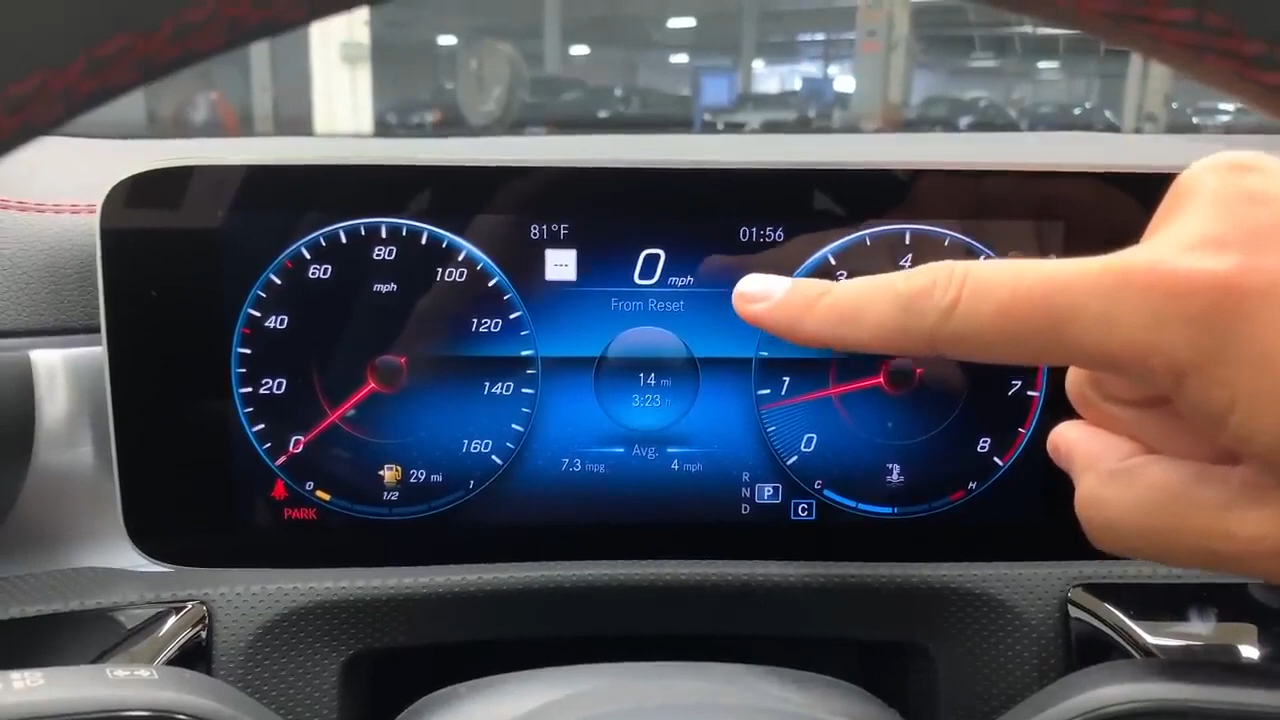 81°F
01:56
---
0 mph
From Reset
14 mi
3:23 h
Avg.
7.3 mpg
4 mph
0
20
40
60
80
100
120
140
160
mph
29 mi
0
1/2
1
PARK
R
N
P
D
C
0
1
3
4
7
8
C
H